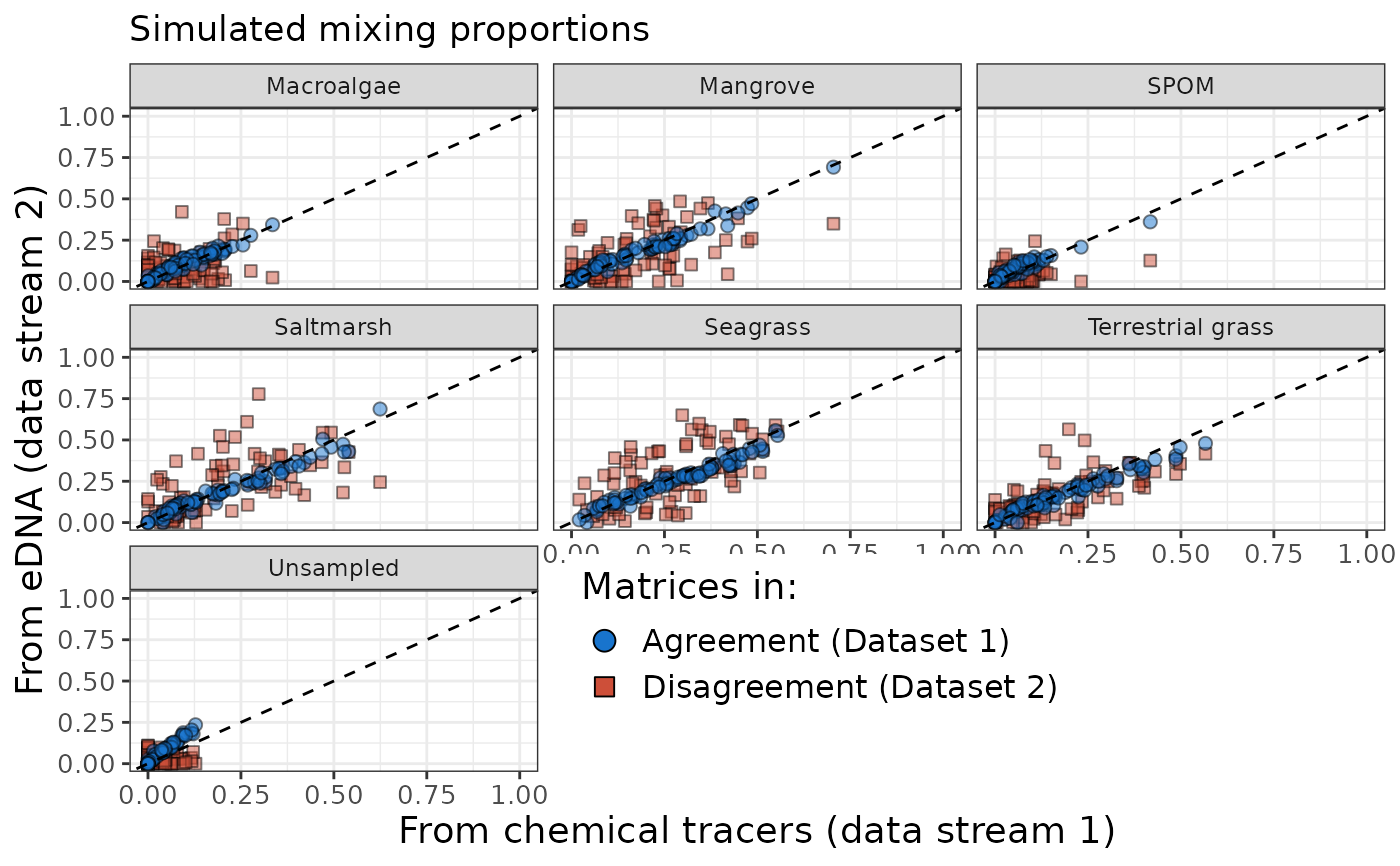 Simulated mixing proportions
Macroalgae Mangrove SPOM
1.00
0.75
0.50
0.25
0.00
Saltmarsh Seagrass Terrestrial grass
1.00
0.75
0.50
0.25
0.00
0.00 0.25 0.50 0.75 1.00 0.00 0.25 0.50 0.75 1.00
Unsampled
1.00
0.75
0.50
0.25
0.00
0.00 0.25 0.50 0.75 1.00
From eDNA (data stream 2)
From chemical tracers (data stream 1)
Matrices in:
Agreement (Dataset 1)
Disagreement (Dataset 2)